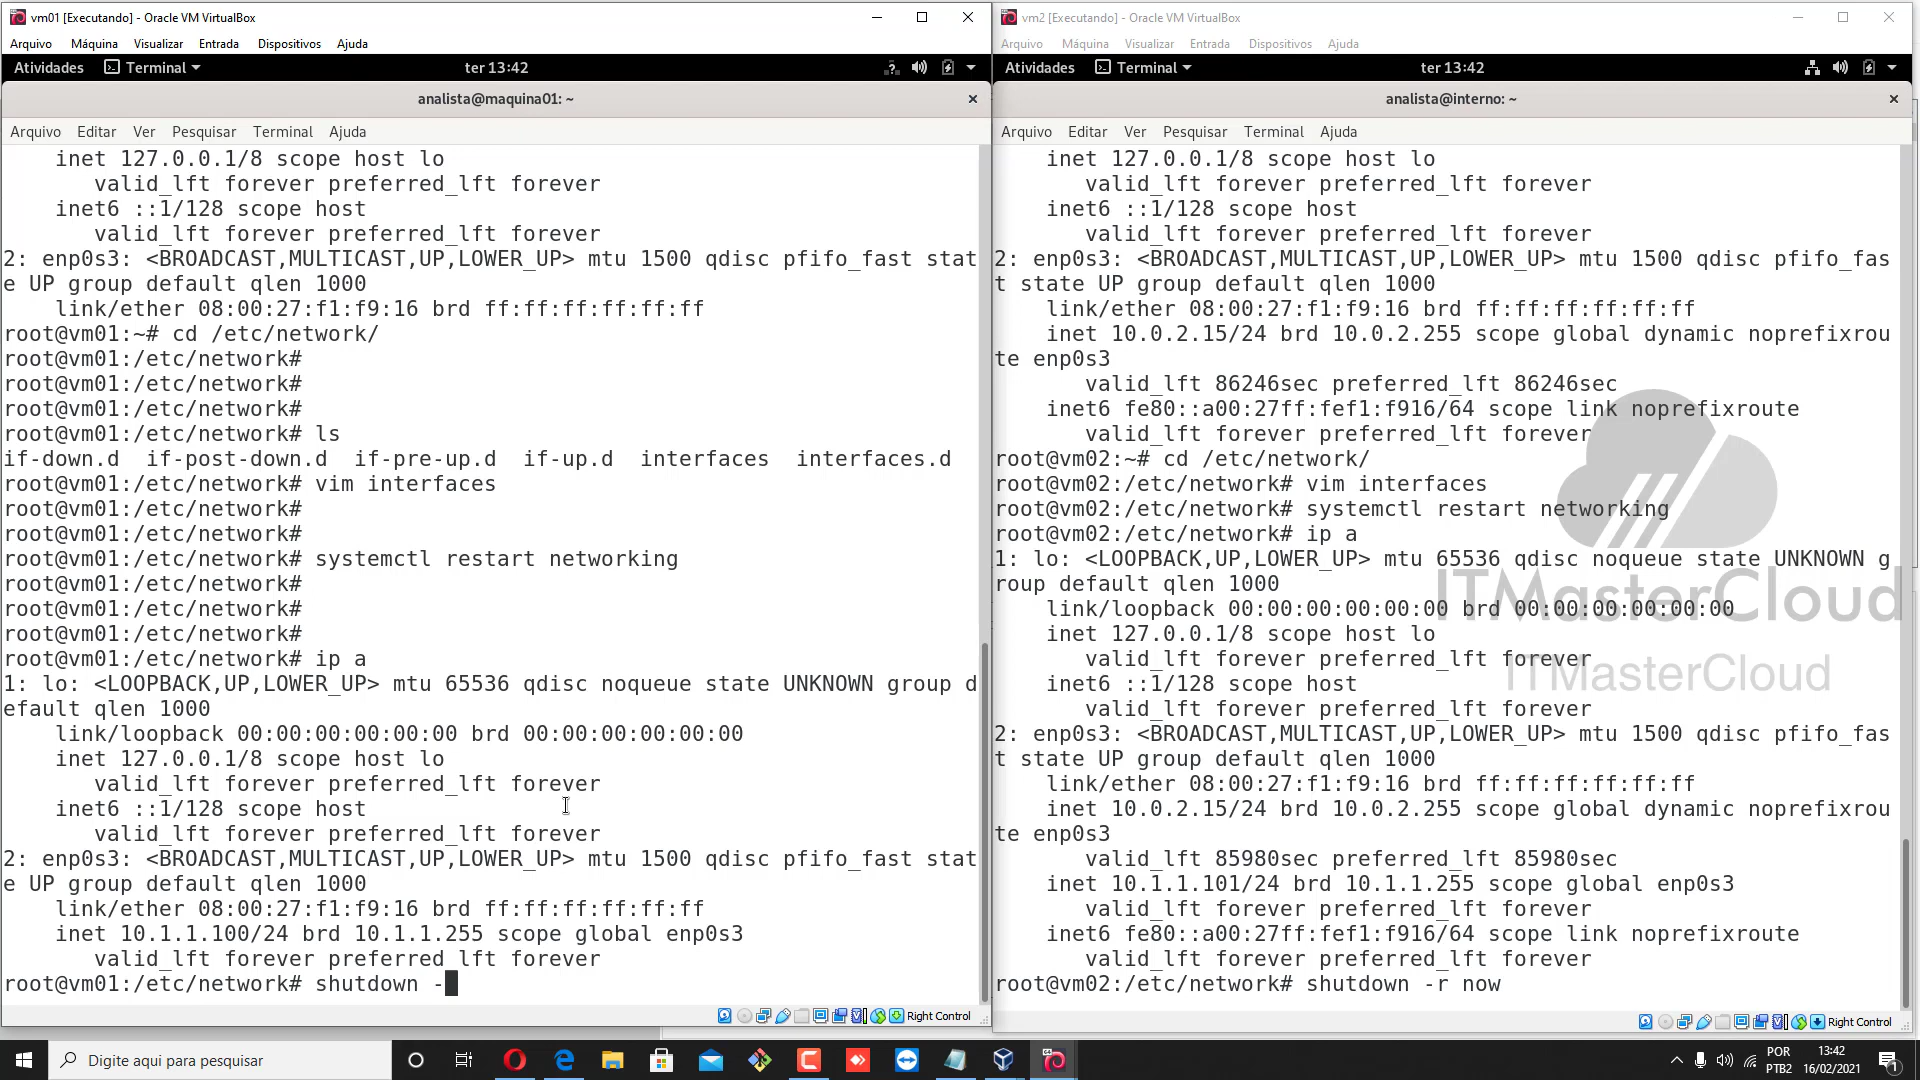 vm01 [Executando] - Oracle VM VirtualBox
Arquivo Máquina Visualizar Entrada Dispositivos Ajuda
Atividades Terminal ter 13:42
analista@maquina01: ~
Arquivo Editar Ver Pesquisar Terminal Ajuda
inet 127.0.0.1/8 scope host lo
valid_lft forever preferred_lft forever
inet6 ::1/128 scope host
valid_lft forever preferred_lft forever
2: enp0s3: <BROADCAST,MULTICAST,UP,LOWER_UP> mtu 1500 qdisc pfifo_fast stat
e UP group default qlen 1000
link/ether 08:00:27:f1:f9:16 brd ff:ff:ff:ff:ff:ff
root@vm01:~# cd /etc/network/
root@vm01:/etc/network#
root@vm01:/etc/network#
root@vm01:/etc/network#
root@vm01:/etc/network# ls
if-down.d if-post-down.d if-pre-up.d if-up.d interfaces interfaces.d
root@vm01:/etc/network# vim interfaces
root@vm01:/etc/network#
root@vm01:/etc/network#
root@vm01:/etc/network# systemctl restart networking
root@vm01:/etc/network#
root@vm01:/etc/network#
root@vm01:/etc/network#
root@vm01:/etc/network# ip a
1: lo: <LOOPBACK,UP,LOWER_UP> mtu 65536 qdisc noqueue state UNKNOWN group d
efault qlen 1000
link/loopback 00:00:00:00:00:00 brd 00:00:00:00:00:00
inet 127.0.0.1/8 scope host lo
valid_lft forever preferred_lft forever
inet6 ::1/128 scope host
valid_lft forever preferred_lft forever
2: enp0s3: <BROADCAST,MULTICAST,UP,LOWER_UP> mtu 1500 qdisc pfifo_fast stat
e UP group default qlen 1000
link/ether 08:00:27:f1:f9:16 brd ff:ff:ff:ff:ff:ff
inet 10.1.1.100/24 brd 10.1.1.255 scope global enp0s3
valid_lft forever preferred_lft forever
root@vm01:/etc/network# shutdown -
Right Control
vm2 [Executando] - Oracle VM VirtualBox
Arquivo Máquina Visualizar Entrada Dispositivos Ajuda
Atividades Terminal ter 13:42
analista@interno: ~
Arquivo Editar Ver Pesquisar Terminal Ajuda
inet 127.0.0.1/8 scope host lo
valid_lft forever preferred_lft forever
inet6 ::1/128 scope host
valid_lft forever preferred_lft forever
2: enp0s3: <BROADCAST,MULTICAST,UP,LOWER_UP> mtu 1500 qdisc pfifo_fas
t state UP group default qlen 1000
link/ether 08:00:27:f1:f9:16 brd ff:ff:ff:ff:ff:ff
inet 10.0.2.15/24 brd 10.0.2.255 scope global dynamic noprefixrou
te enp0s3
valid_lft 86246sec preferred_lft 86246sec
inet6 fe80::a00:27ff:fef1:f916/64 scope link noprefixroute
valid_lft forever preferred_lft forever
root@vm02:~# cd /etc/network/
root@vm02:/etc/network# vim interfaces
root@vm02:/etc/network# systemctl restart networking
root@vm02:/etc/network# ip a
1: lo: <LOOPBACK,UP,LOWER_UP> mtu 65536 qdisc noqueue state UNKNOWN g
roup default qlen 1000
link/loopback 00:00:00:00:00:00 brd 00:00:00:00:00:00
inet 127.0.0.1/8 scope host lo
valid_lft forever preferred_lft forever
inet6 ::1/128 scope host
valid_lft forever preferred_lft forever
2: enp0s3: <BROADCAST,MULTICAST,UP,LOWER_UP> mtu 1500 qdisc pfifo_fas
t state UP group default qlen 1000
link/ether 08:00:27:f1:f9:16 brd ff:ff:ff:ff:ff:ff
inet 10.0.2.15/24 brd 10.0.2.255 scope global dynamic noprefixrou
te enp0s3
valid_lft 85980sec preferred_lft 85980sec
inet 10.1.1.101/24 brd 10.1.1.255 scope global enp0s3
valid_lft forever preferred_lft forever
inet6 fe80::a00:27ff:fef1:f916/64 scope link noprefixroute
valid_lft forever preferred_lft forever
root@vm02:/etc/network# shutdown -r now
Right Control
ITMasterCloud
ITMasterCloud
Digite aqui para pesquisar
POR
PTB2
13:42
16/02/2021
1